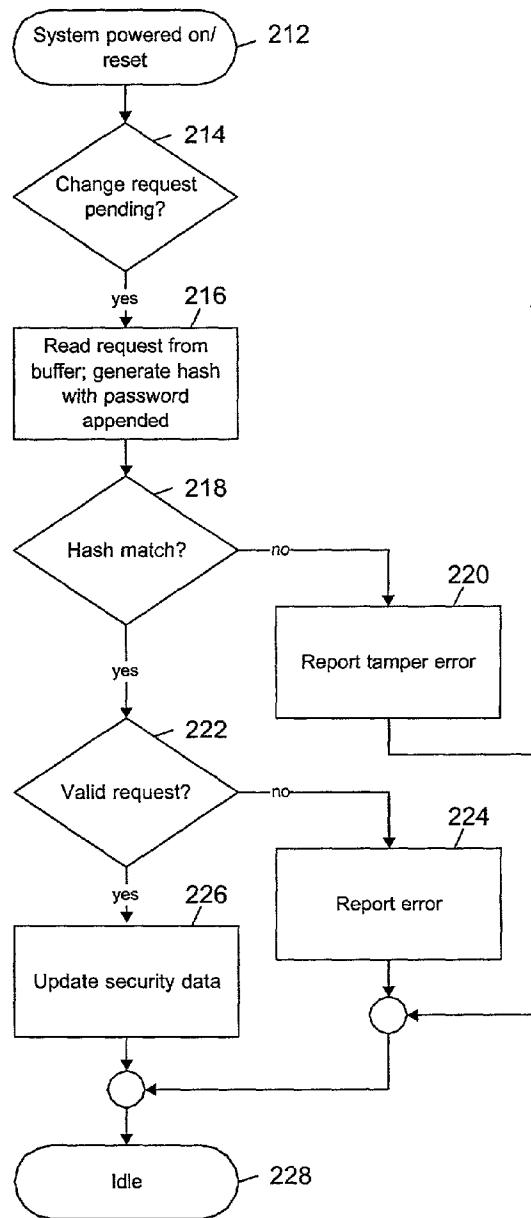 System powered on/
reset
212
214
Change request
pending?
yes
216
Read request from
buffer; generate hash
with password
appended
218
Hash match?
no
220
Report tamper error
yes
222
Valid request?
no
224
Report error
yes
226
Update security data
Idle
228